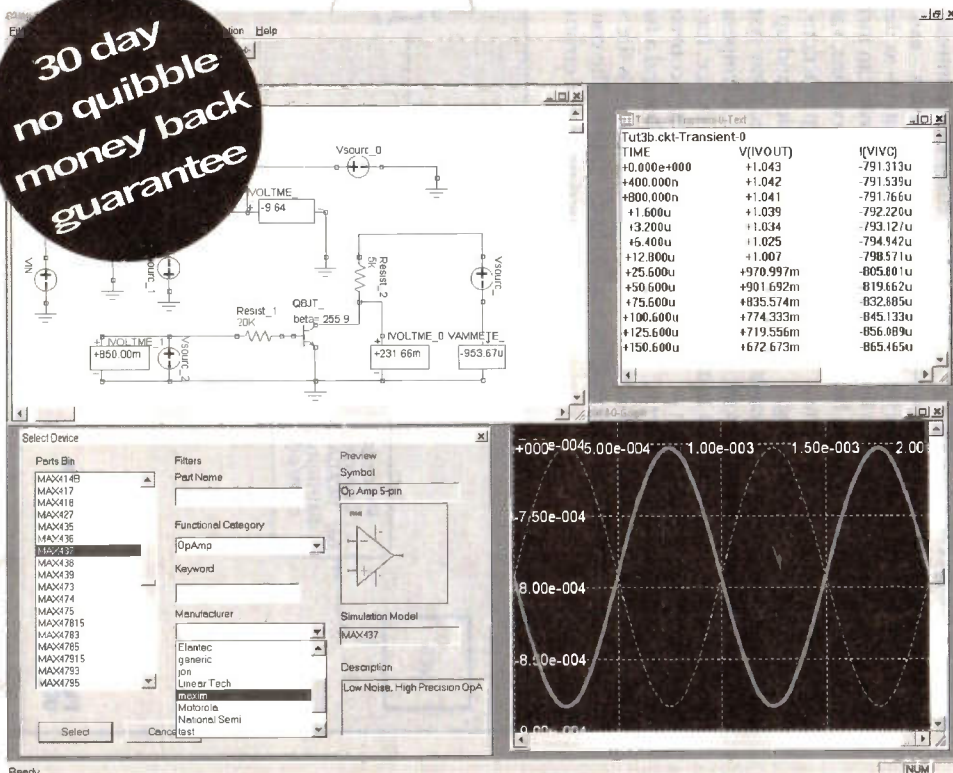 30 day
no quibble
money back
guarantee
Help
Vsourc_0
VOLTME_
-9.64
VIN
Vsourc_
Resist_2
5k
Resist_1
20K
QBJT_
beta= 255.9
IVOLTME_1
+850.00m
Vsourc_2
IVOLTME_0
+231.66m
VAMMETE_
-953.67u
Tut3b.ckt-Transient-0
TIME V(IVOUT) I(VIVC)
+0.000e+000 +1.043 -791.313u
+400.000n +1.042 -791.539u
+800.000n +1.041 -791.766u
+1.600u +1.039 -792.220u
+3.200u +1.034 -793.127u
+6.400u +1.025 -794.942u
+12.800u +1.007 -798.571u
+25.600u +970.997m -805.801u
+50.600u +901.692m -819.662u
+75.600u +835.574m -832.885u
+100.600u +774.333m -845.133u
+125.600u +719.556m -856.089u
+150.600u +672.673m -865.465u
Select Device
Parts Bin
MAX414B
MAX417
MAX418
MAX427
MAX435
MAX436
MAX437
MAX438
MAX439
MAX473
MAX474
MAX475
MAX47815
MAX4783
MAX4785
MAX47915
MAX4793
MAX4795
Select
Filters
Part Name
Functional Category
OpAmp
Keyword
Manufacturer
Elantec
generic
jon
Linear Tech
maxim
Motorola
National Semi
test
Preview
Symbol
Op Amp 5-pin
Simulation Model
MAX437
Description
Low Noise, High Precision OpA
5.00e-004 1.00e-003 1.50e-003 2.00
-7.50e-004
-8.00e-004
-8.50e-004
-9.00e-004
Ready
NUM